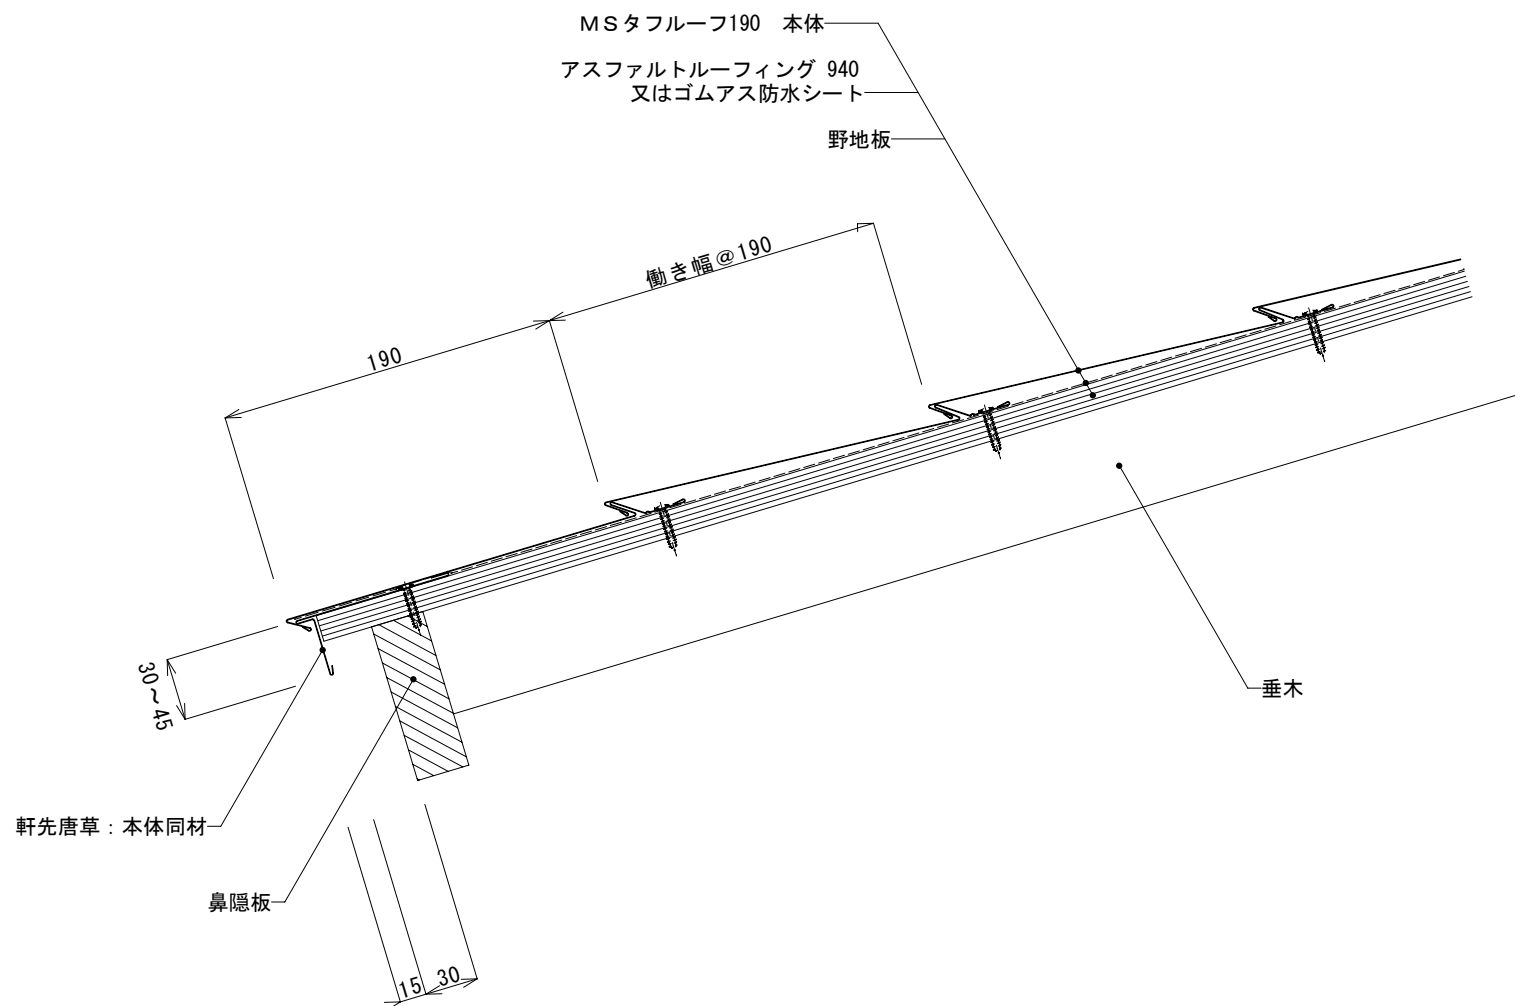 ＭＳタフルーフ190　本体
アスファルトルーフィング 940
又はゴムアス防水シート
野地板
働き幅@190
190
30～45
垂木
軒先唐草：本体同材
鼻隠板
15
30